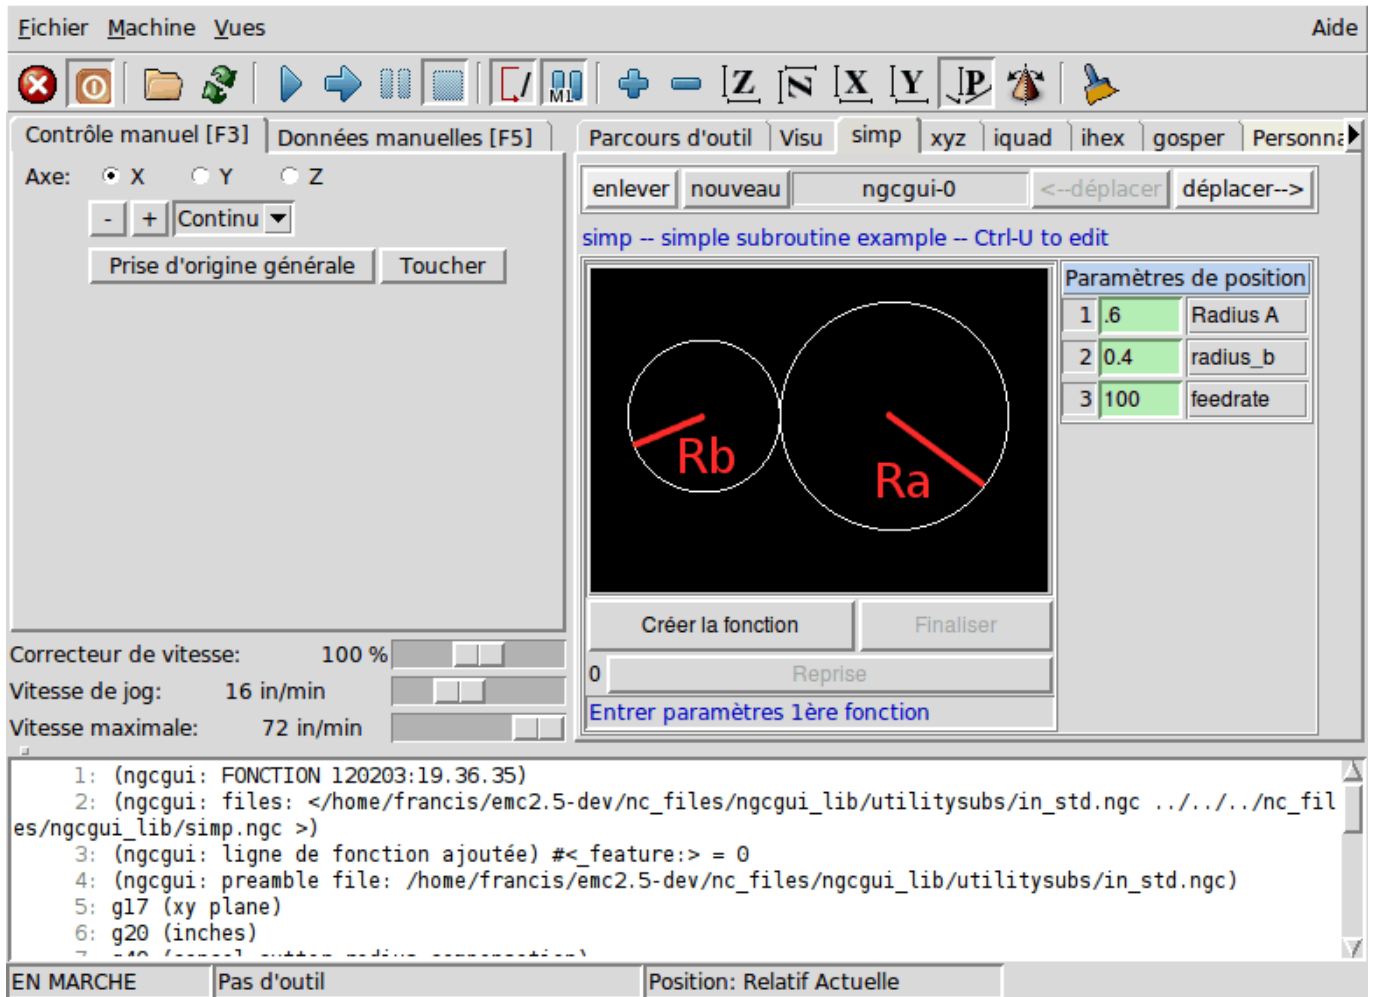 Fichier Machine Vues Aide
M1 Z N X Y P
Contrôle manuel [F3] Données manuelles [F5]
Parcours d'outil Visu simp xyz iquad ihex gosper
Axe: X Y Z
- + Continu
Prise d'origine générale Toucher
enlever nouveau ngcgui-0 <--déplacer déplacer-->
simp -- simple subroutine example -- Ctrl-U to edit
Rb
Ra
Paramètres de position
1 .6 Radius A
2 0.4 radius_b
3 100 feedrate
Créer la fonction Finaliser
0 Reprise
Entrer paramètres 1ère fonction
Correcteur de vitesse: 100 %
Vitesse de jog: 16 in/min
Vitesse maximale: 72 in/min
1: (ngcgui: FONCTION 120203:19.36.35)
2: (ngcgui: files: </home/francis/emc2.5-dev/nc_files/ngcgui_lib/utilitysubs/in_std.ngc ../../../nc_fil
es/ngcgui_lib/simp.ngc >)
3: (ngcgui: ligne de fonction ajoutée) #<_feature:> = 0
4: (ngcgui: preamble file: /home/francis/emc2.5-dev/nc_files/ngcgui_lib/utilitysubs/in_std.ngc)
5: g17 (xy plane)
6: g20 (inches)
EN MARCHE Pas d'outil Position: Relatif Actuelle